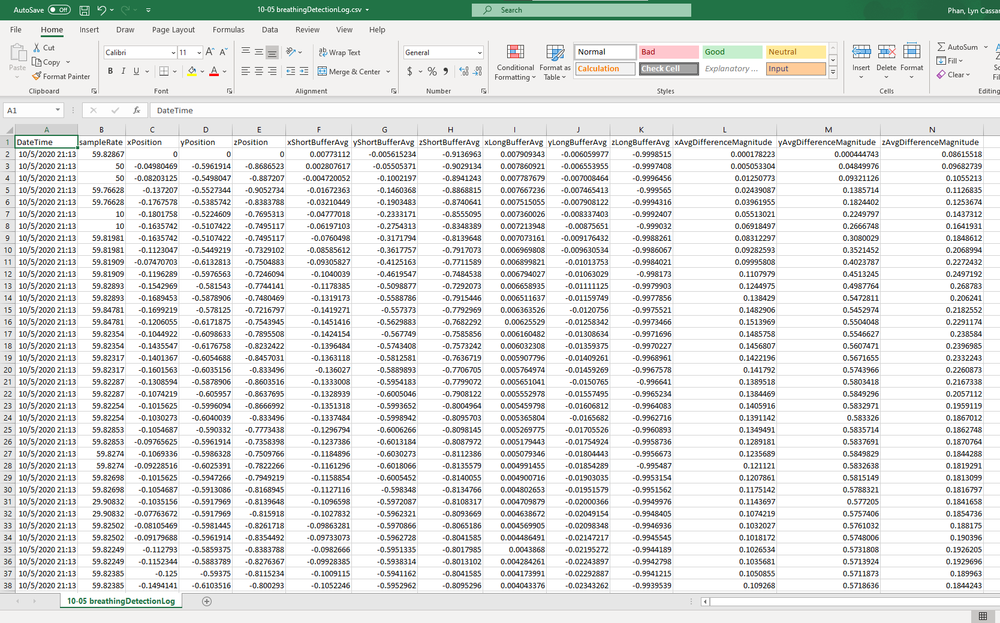 AutoSave Off 10-05 breathingDetectionLog.csv Search Phan, Lyn
File Home Insert Draw Page Layout Formulas Data Review View Help
Paste Cut Copy Format Painter Clipboard
Calibri 11 B I U A Font
Wrap Text Merge & Center Alignment
General $ % Number
Conditional Formatting Format as Table Normal Bad Good Neutral Calculation Check Cell Explanatory ... Input Styles
Insert Delete Format Cells
AutoSum Fill Clear Editing
A1 fx DateTime
A B C D E F G H I J K L M N
1 DateTime sampleRate xPosition yPosition zPosition xShortBufferAvg yShortBufferAvg zShortBufferAvg xLongBufferAvg yLongBufferAvg zLongBufferAvg xAvgDifferenceMagnitude yAvgDifferenceMagnitude zAvgDifferenceMagnitude
2 10/5/2020 21:13 59.82867 0 0 0 0.00773112 -0.005615234 -0.9136963 0.007909343 -0.006059977 -0.9998515 0.000178223 0.000444743 0.08615518
3 10/5/2020 21:13 50 -0.04980469 -0.5961914 -0.8686523 0.002807617 -0.05505371 -0.9029134 0.007860921 -0.006553955 -0.9997408 0.005053304 0.04849976 0.09682739
4 10/5/2020 21:13 50 -0.08203125 -0.5498047 -0.887207 -0.004720052 -0.1002197 -0.8941243 0.007787679 -0.007008464 -0.9996456 0.01250773 0.09321126 0.1055213
5 10/5/2020 21:13 59.76628 -0.137207 -0.5527344 -0.9052734 -0.01672363 -0.1460368 -0.8868815 0.007667236 -0.007465413 -0.999565 0.02439087 0.1385714 0.1126835
6 10/5/2020 21:13 59.76628 -0.1767578 -0.5385742 -0.8383788 -0.03210449 -0.1903483 -0.8740641 0.007515055 -0.007908122 -0.9994316 0.03961955 0.1824402 0.1253674
7 10/5/2020 21:13 10 -0.1801758 -0.5224609 -0.7695313 -0.04777018 -0.2333171 -0.8555095 0.007360026 -0.008337403 -0.9992407 0.05513021 0.2249797 0.1437312
8 10/5/2020 21:13 10 -0.1635742 -0.5107422 -0.7495117 -0.06197103 -0.2754313 -0.8348389 0.007213948 -0.00875651 -0.999032 0.06918497 0.2666748 0.1641931
9 10/5/2020 21:13 59.81981 -0.1635742 -0.5107422 -0.7495117 -0.0760498 -0.3171794 -0.8139648 0.007073161 -0.009176432 -0.9988261 0.08312297 0.3080029 0.1848612
10 10/5/2020 21:13 59.81981 -0.1123047 -0.5449219 -0.7329102 -0.08585612 -0.3617757 -0.7917073 0.006969808 -0.009630534 -0.9986067 0.09282593 0.3521452 0.2068994
11 10/5/2020 21:13 59.81909 -0.07470703 -0.6132813 -0.7504883 -0.09305827 -0.4125163 -0.7711589 0.006899821 -0.01013753 -0.9984021 0.09995808 0.4023787 0.2272432
12 10/5/2020 21:13 59.81909 -0.1196289 -0.5976563 -0.7246094 -0.1040039 -0.4619547 -0.7484538 0.006794027 -0.01063029 -0.998173 0.1107979 0.4513245 0.2497192
13 10/5/2020 21:13 59.82893 -0.1542969 -0.581543 -0.7744141 -0.1178385 -0.5098877 -0.7292073 0.006658935 -0.01111125 -0.9979903 0.1244975 0.4987764 0.268783
14 10/5/2020 21:13 59.82893 -0.1689453 -0.5878906 -0.7480469 -0.1319173 -0.5588786 -0.7915446 0.006511637 -0.01159749 -0.9977856 0.138429 0.5472811 0.206241
15 10/5/2020 21:13 59.84781 -0.1699219 -0.578125 -0.7216797 -0.1419271 -0.557373 -0.7792969 0.006363526 -0.0120756 -0.9975521 0.1482906 0.5452974 0.2182552
16 10/5/2020 21:13 59.84781 -0.1206055 -0.6171875 -0.7543945 -0.1451416 -0.5629883 -0.7682292 0.00625529 -0.01258342 -0.9973466 0.1513969 0.5504048 0.2291174
17 10/5/2020 21:13 59.82354 -0.1044922 -0.6098633 -0.7895508 -0.1424154 -0.567749 -0.7585856 0.006160482 -0.01308634 -0.9971696 0.1485758 0.5546627 0.238584
18 10/5/2020 21:13 59.82354 -0.1435547 -0.6176758 -0.8232422 -0.1396484 -0.5743408 -0.7573242 0.006032308 -0.01359375 -0.9970227 0.1456807 0.5607471 0.2396985
19 10/5/2020 21:13 59.82317 -0.1401367 -0.6054688 -0.8457031 -0.1363118 -0.5812581 -0.7636719 0.005907796 -0.01409261 -0.9968961 0.1422196 0.5671655 0.2332243
20 10/5/2020 21:13 59.82317 -0.1601563 -0.6035156 -0.833496 -0.136027 -0.5889893 -0.7706705 0.005764974 -0.01459269 -0.9967578 0.141792 0.5743966 0.2260873
21 10/5/2020 21:13 59.82287 -0.1308594 -0.5878906 -0.8603516 -0.1333008 -0.5954183 -0.7799072 0.005651041 -0.0150765 -0.996641 0.1389518 0.5803418 0.2167338
22 10/5/2020 21:13 59.82287 -0.1074219 -0.605957 -0.8637695 -0.1328939 -0.6005046 -0.7908122 0.005552978 -0.01557495 -0.9965234 0.1384469 0.5849296 0.2057112
23 10/5/2020 21:13 59.82254 -0.1015625 -0.5996094 -0.8666992 -0.1351318 -0.5993652 -0.8004964 0.005459798 -0.01606812 -0.9964083 0.1405916 0.5832971 0.1959119
24 10/5/2020 21:13 59.82254 -0.1030273 -0.6040039 -0.833496 -0.1337484 -0.5998942 -0.8095703 0.005365804 -0.0165682 -0.9962716 0.1391142 0.583326 0.1867012
25 10/5/2020 21:13 59.82853 -0.1054687 -0.590332 -0.7773438 -0.1296794 -0.6006266 -0.8098145 0.005269775 -0.01705526 -0.9960893 0.1349491 0.5835714 0.1862748
26 10/5/2020 21:13 59.82853 -0.09765625 -0.5961914 -0.7358398 -0.1237386 -0.6013184 -0.8087972 0.005179443 -0.01754924 -0.9958736 0.1289181 0.5837691 0.1870764
27 10/5/2020 21:13 59.8274 -0.1069336 -0.5986328 -0.7509766 -0.1184896 -0.6030273 -0.8112386 0.005079346 -0.01804443 -0.9956673 0.1235689 0.5849829 0.1844288
28 10/5/2020 21:13 59.8274 -0.09228516 -0.6025391 -0.7822266 -0.1161296 -0.6018066 -0.8135579 0.004991455 -0.01854289 -0.995487 0.121121 0.5832638 0.1819291
29 10/5/2020 21:13 59.82698 -0.1015625 -0.5947266 -0.7949219 -0.1158854 -0.6005452 -0.8140055 0.004900716 -0.01903035 -0.9953154 0.1207861 0.5815149 0.1813099
30 10/5/2020 21:13 59.82698 -0.1054687 -0.5913086 -0.8168945 -0.1127116 -0.598348 -0.8134766 0.004802653 -0.01951579 -0.9951562 0.1175142 0.5788321 0.1816797
31 10/5/2020 21:13 29.90832 -0.1035156 -0.5917969 -0.8139648 -0.1096598 -0.5972087 -0.8108317 0.004709879 -0.02000366 -0.9949976 0.1143697 0.577205 0.1841658
32 10/5/2020 21:13 29.90832 -0.07763672 -0.5917969 -0.815918 -0.1027832 -0.5962321 -0.8093669 0.004638672 -0.02049154 -0.9948405 0.1074219 0.5757406 0.1854736
33 10/5/2020 21:13 59.82502 -0.08105469 -0.5981445 -0.8261718 -0.09863281 -0.5970866 -0.8065186 0.004569905 -0.02098348 -0.9946936 0.1032027 0.5761032 0.188175
34 10/5/2020 21:13 59.82502 -0.09179688 -0.5961914 -0.8354492 -0.09733073 -0.5962728 -0.8041585 0.004486491 -0.02147217 -0.9945545 0.1018172 0.5748006 0.190396
35 10/5/2020 21:13 59.82249 -0.112793 -0.5859375 -0.8383788 -0.0982666 -0.5951335 -0.8017985 0.0043868 -0.02195272 -0.9944189 0.1026534 0.5731808 0.1926205
36 10/5/2020 21:13 59.82249 -0.1152344 -0.5883789 -0.8276367 -0.09928385 -0.5938314 -0.8013102 0.004284261 -0.02243897 -0.9942798 0.1035681 0.5713924 0.1929696
37 10/5/2020 21:13 59.82385 -0.125 -0.59375 -0.8115234 -0.1009115 -0.5941162 -0.8041585 0.004173991 -0.02292887 -0.9941215 0.1050855 0.5711873 0.189963
38 10/5/2020 21:13 59.82385 -0.1494141 -0.6103516 -0.800293 -0.1052246 -0.5952962 -0.8095296 0.004043376 -0.02343262 -0.9939539 0.109268 0.5718636 0.1844243
10-05 breathingDetectionLog